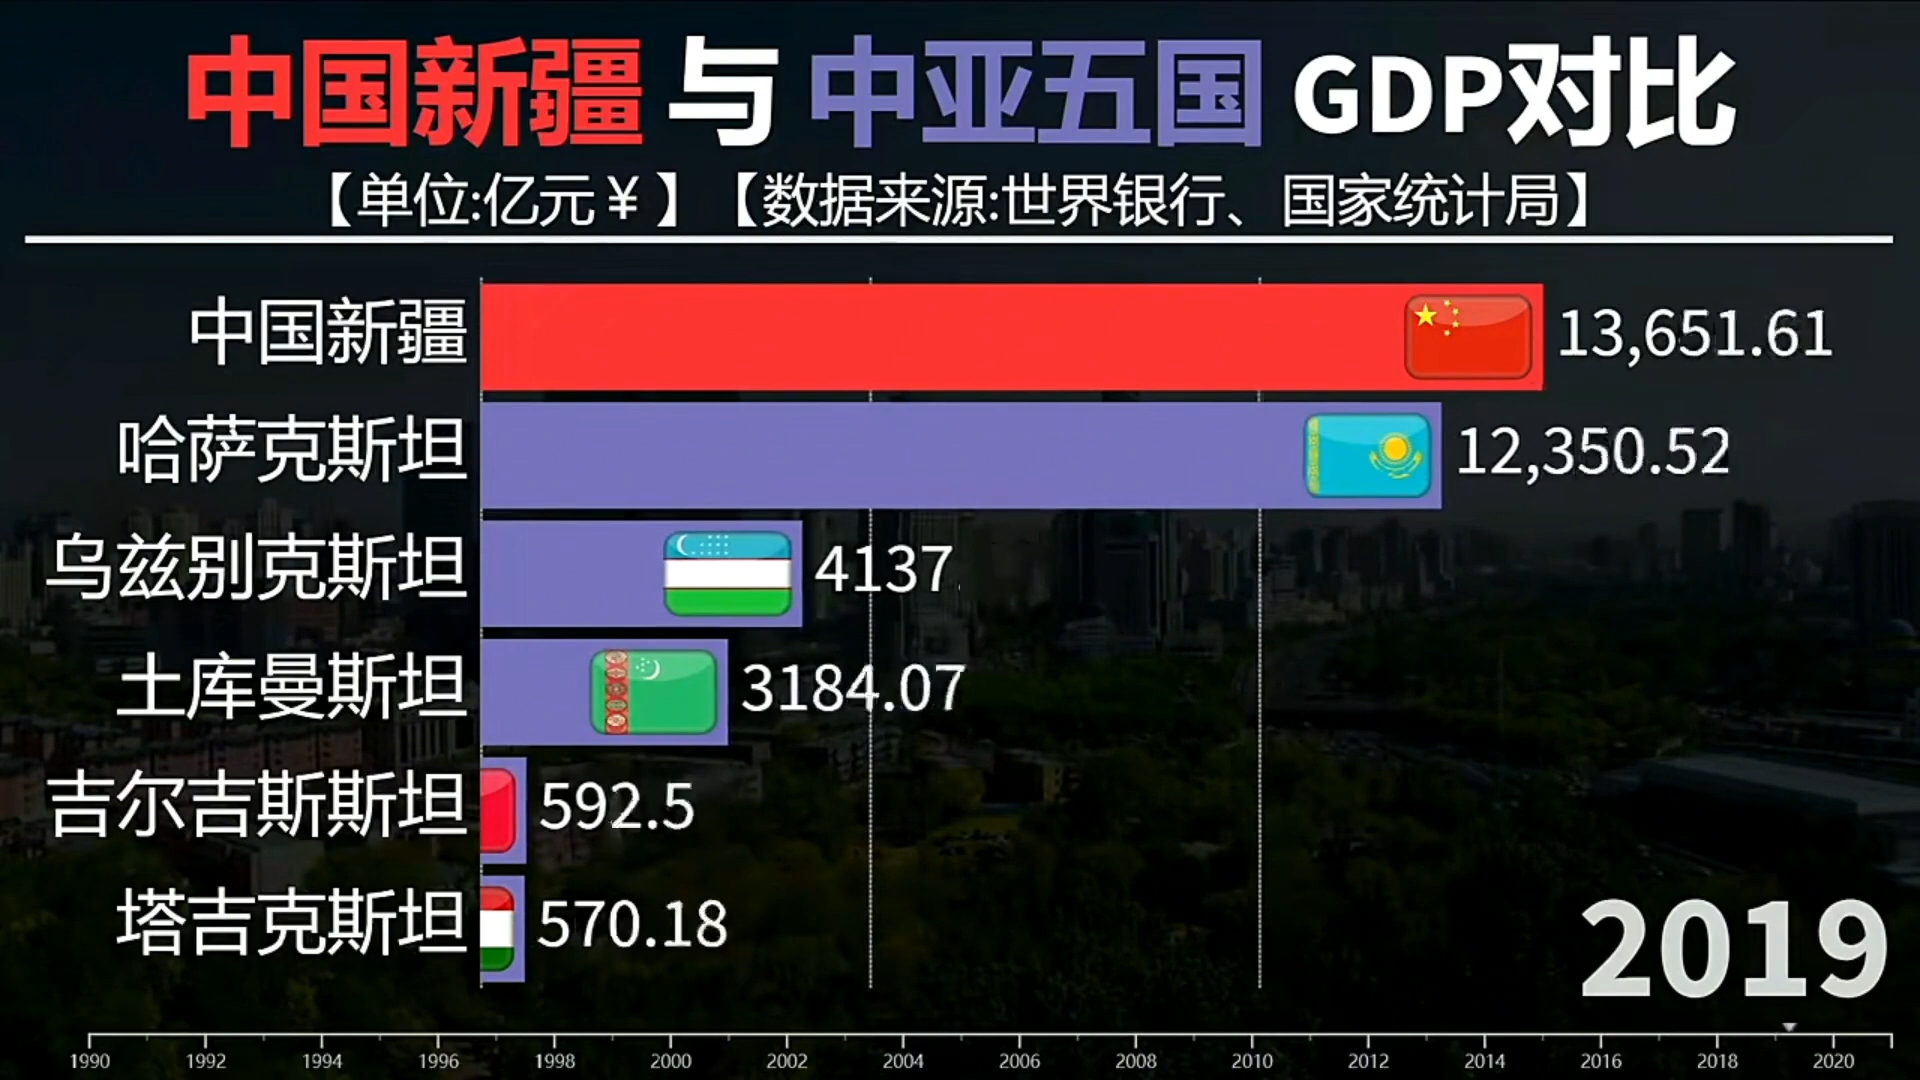 中国新疆 与 中亚五国 GDP对比
【单位:亿元￥】【数据来源:世界银行、国家统计局】
中国新疆 13,651.61
哈萨克斯坦 12,350.52
乌兹别克斯坦 4137.
土库曼斯坦 3184.07
吉尔吉斯斯坦 592.5
塔吉克斯坦 570.18
2019
1990 1992 1994 1996 1998 2000 2002 2004 2006 2008 2010 2012 2014 2016 2018 2020